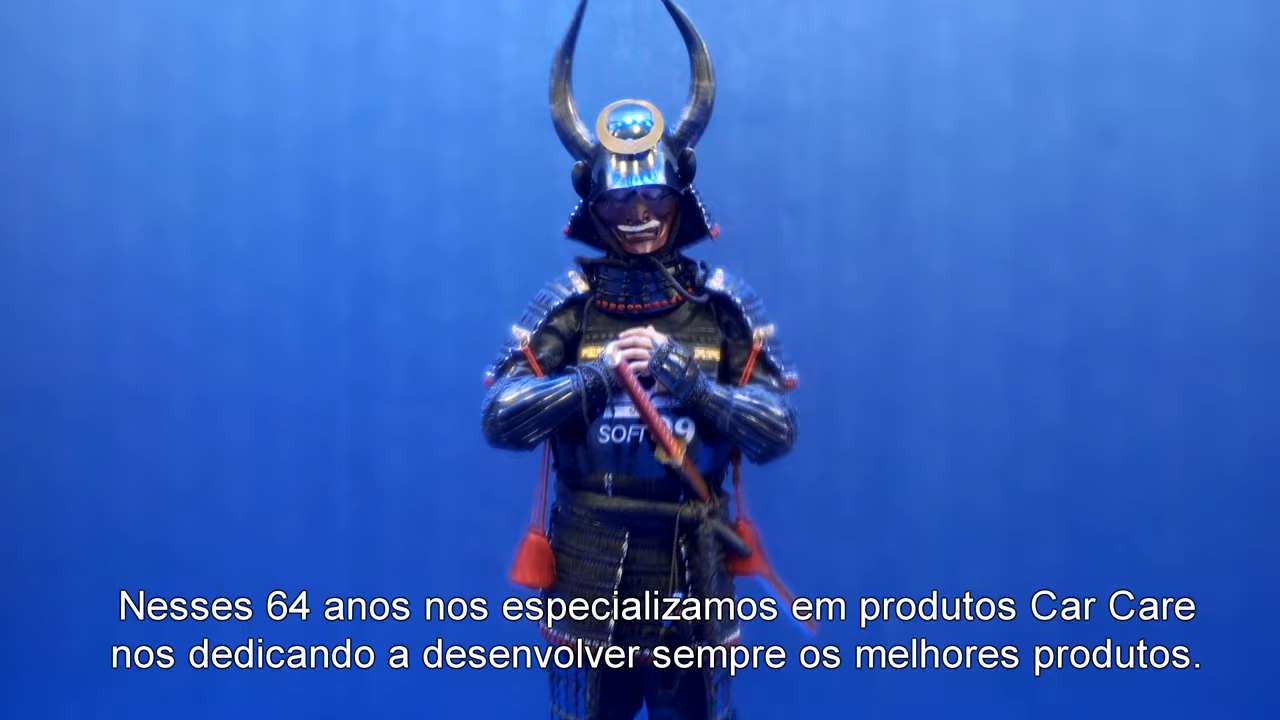 SOFT99
Nesses 64 anos nos especializamos em produtos Car Care
nos dedicando a desenvolver sempre os melhores produtos.